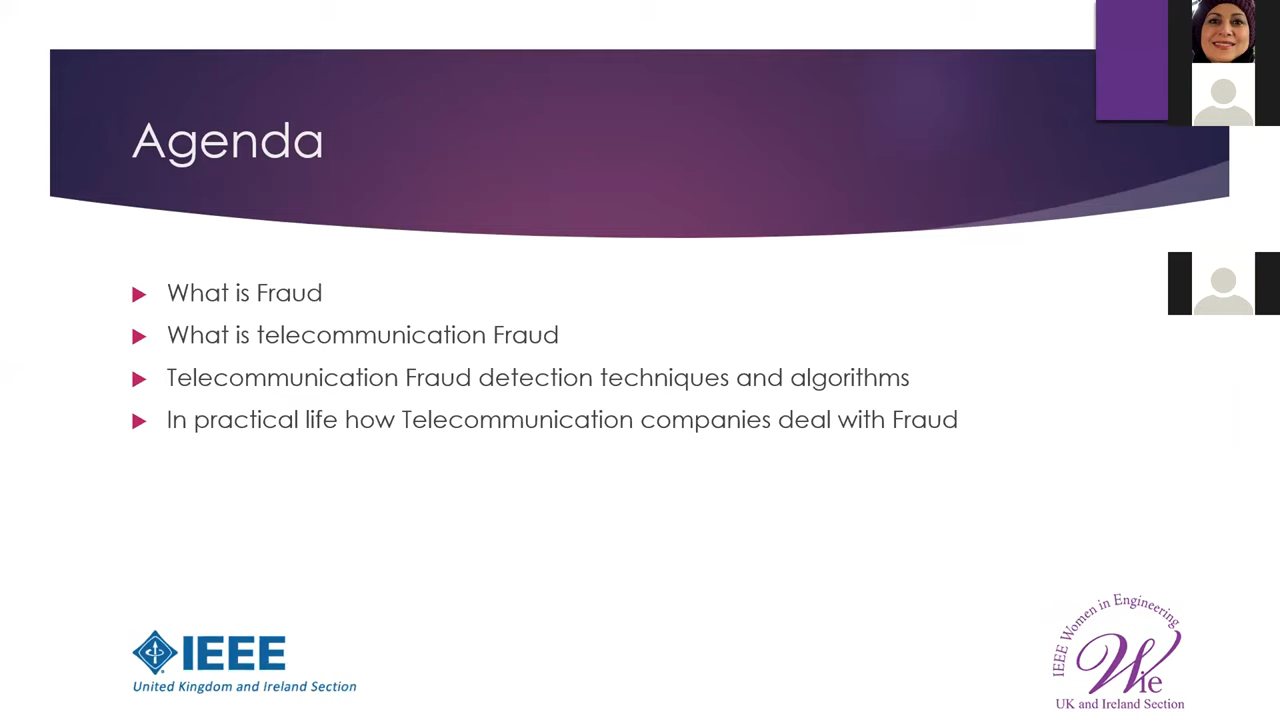 Agenda
What is Fraud
What is telecommunication Fraud
Telecommunication Fraud detection techniques and algorithms
In practical life how Telecommunication companies deal with Fraud
IEEE
United Kingdom and Ireland Section
IEEE Women in Engineering
Wie
UK and Ireland Section